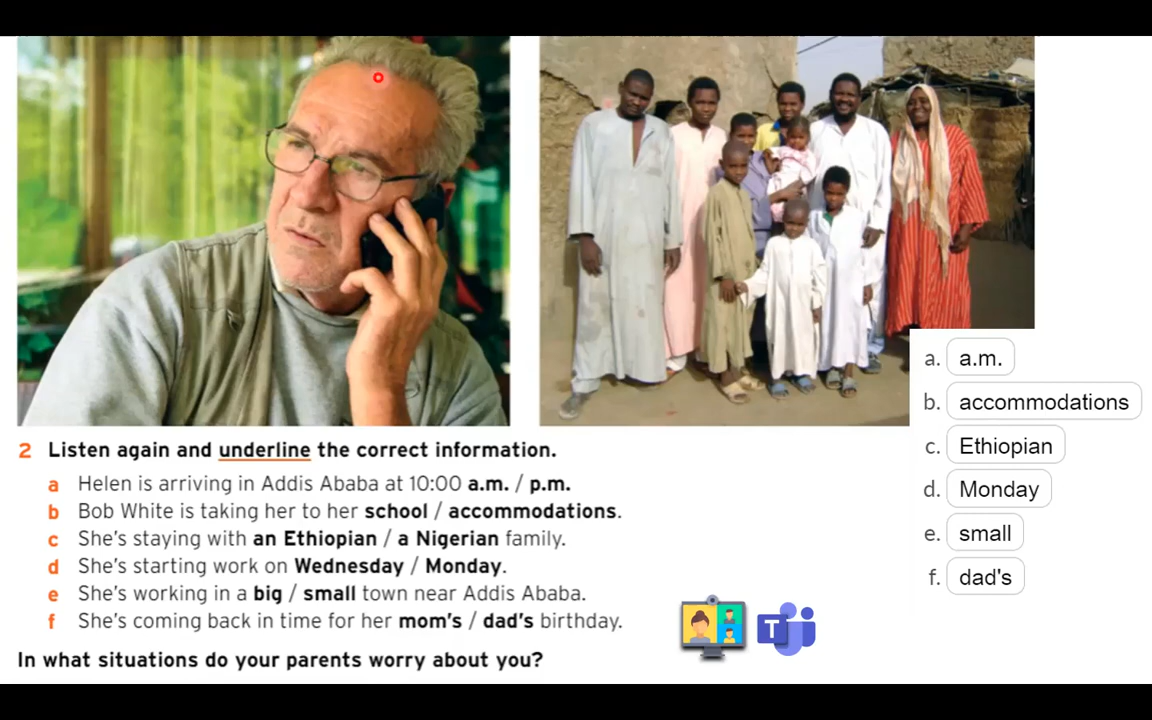 2 Listen again and underline the correct information.
a Helen is arriving in Addis Ababa at 10:00 a.m. / p.m.
b Bob White is taking her to her school / accommodations.
c She's staying with an Ethiopian / a Nigerian family.
d She's starting work on Wednesday / Monday.
e She's working in a big / small town near Addis Ababa.
f She's coming back in time for her mom's / dad's birthday.
In what situations do your parents worry about you?
a. a.m.
b. accommodations
c. Ethiopian
d. Monday
e. small
f. dad's
T